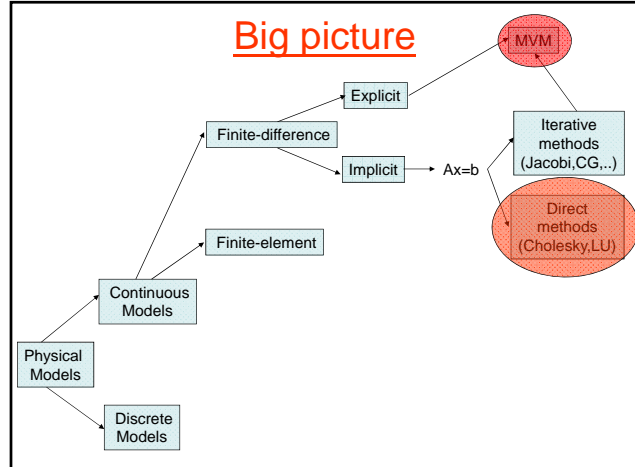 Big picture
MVM
Explicit
Finite-difference
Implicit
Ax=b
Iterative
methods
(Jacobi,CG,..)
Direct
methods
(Cholesky,LU)
Finite-element
Continuous
Models
Physical
Models
Discrete
Models